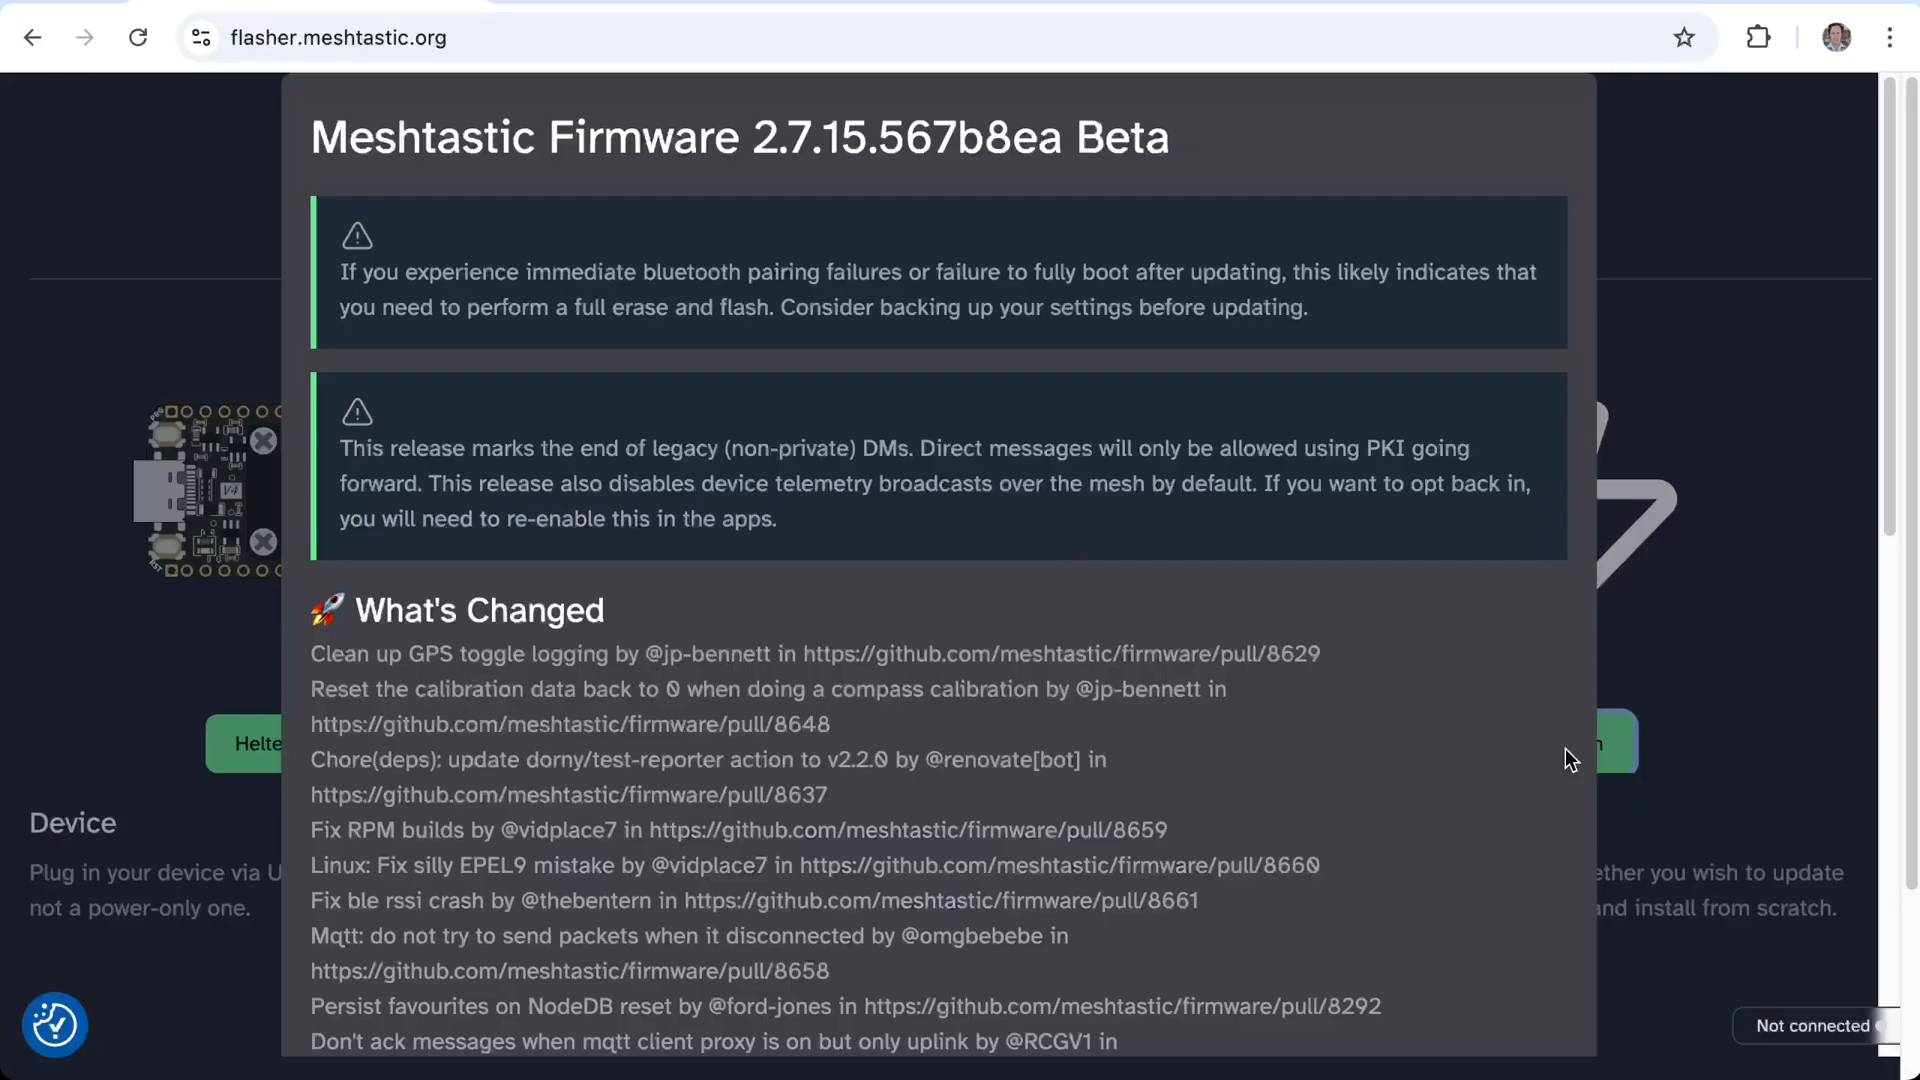 flasher.meshtastic.org
Meshtastic Firmware 2.7.15.567b8ea Beta
If you experience immediate bluetooth pairing failures or failure to fully boot after updating, this likely indicates that
you need to perform a full erase and flash. Consider backing up your settings before updating.
This release marks the end of legacy (non-private) DMs. Direct messages will only be allowed using PKI going
forward. This release also disables device telemetry broadcasts over the mesh by default. If you want to opt back in,
you will need to re-enable this in the apps.
PRG
V4
RST
🚀 What's Changed
Clean up GPS toggle logging by @jp-bennett in https://github.com/meshtastic/firmware/pull/8629
Reset the calibration data back to 0 when doing a compass calibration by @jp-bennett in
https://github.com/meshtastic/firmware/pull/8648
Helte
n
Chore(deps): update dorny/test-reporter action to v2.2.0 by @renovate[bot] in
https://github.com/meshtastic/firmware/pull/8637
Fix RPM builds by @vidplace7 in https://github.com/meshtastic/firmware/pull/8659
Linux: Fix silly EPEL9 mistake by @vidplace7 in https://github.com/meshtastic/firmware/pull/8660
Fix ble rssi crash by @thebentern in https://github.com/meshtastic/firmware/pull/8661
Mqtt: do not try to send packets when it disconnected by @omgbebebe in
https://github.com/meshtastic/firmware/pull/8658
Persist favourites on NodeDB reset by @ford-jones in https://github.com/meshtastic/firmware/pull/8292
Don't ack messages when mqtt client proxy is on but only uplink by @RCGV1 in
Device
Plug in your device via U
not a power-only one.
ether you wish to update
and install from scratch.
Not connected